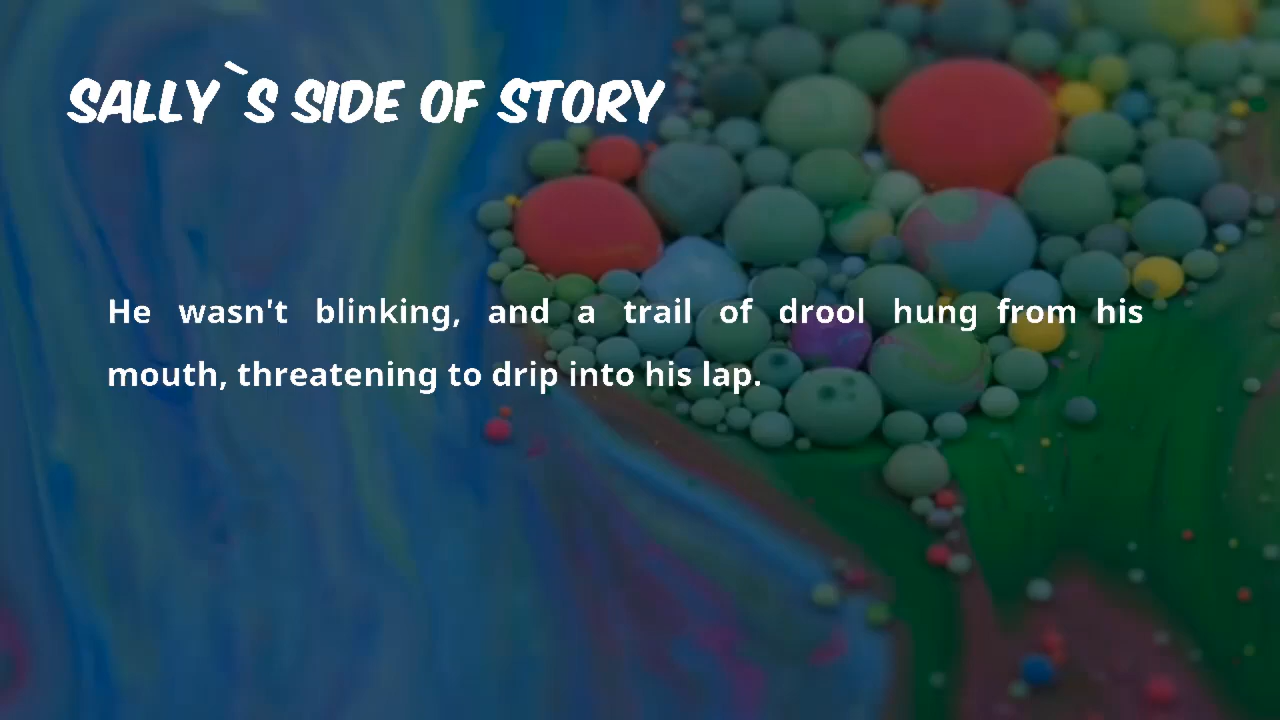 SALLY`S SIDE OF STORY
He wasn't blinking, and a trail of drool hung from his
mouth, threatening to drip into his lap.